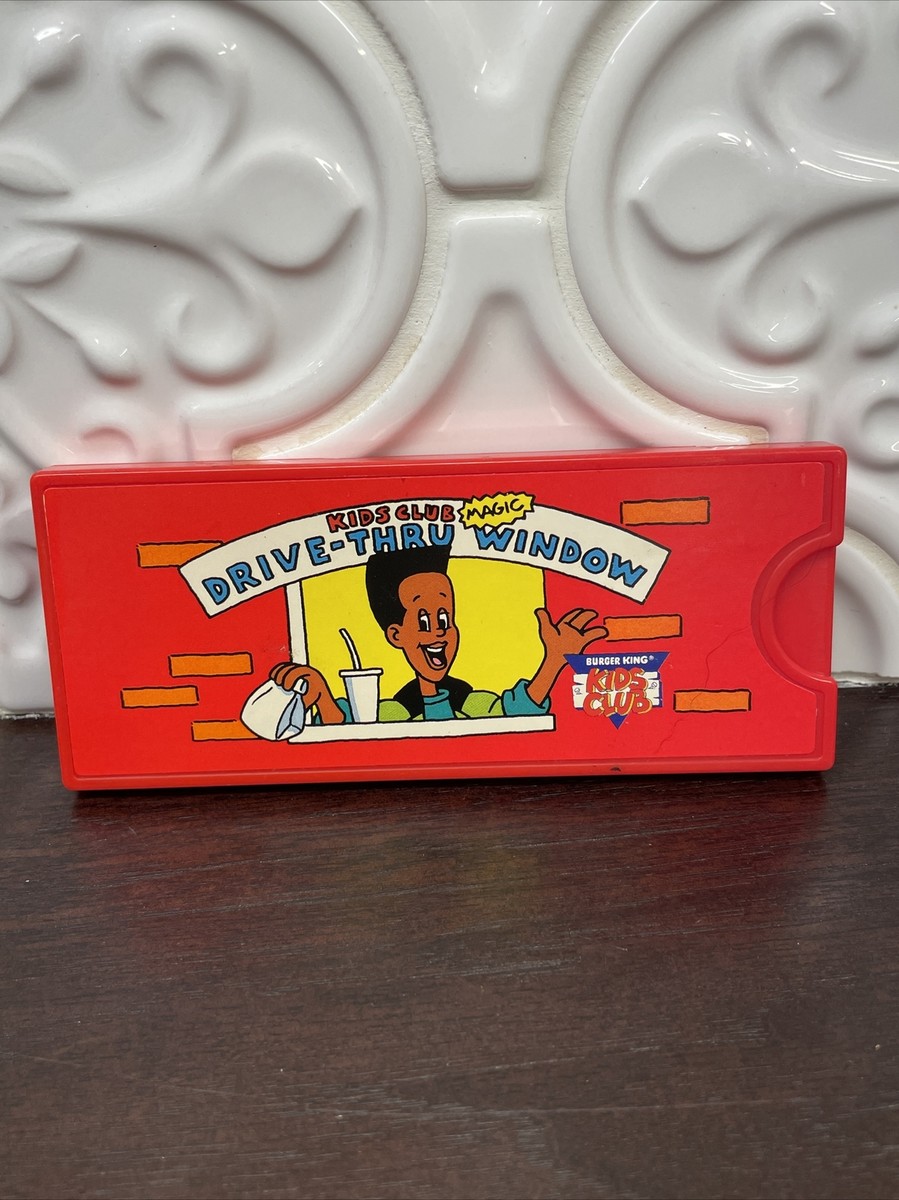 KIDS CLUB MAGIC
DRIVE-THRU WINDOW
BURGER KING®
KIDS
CLUB